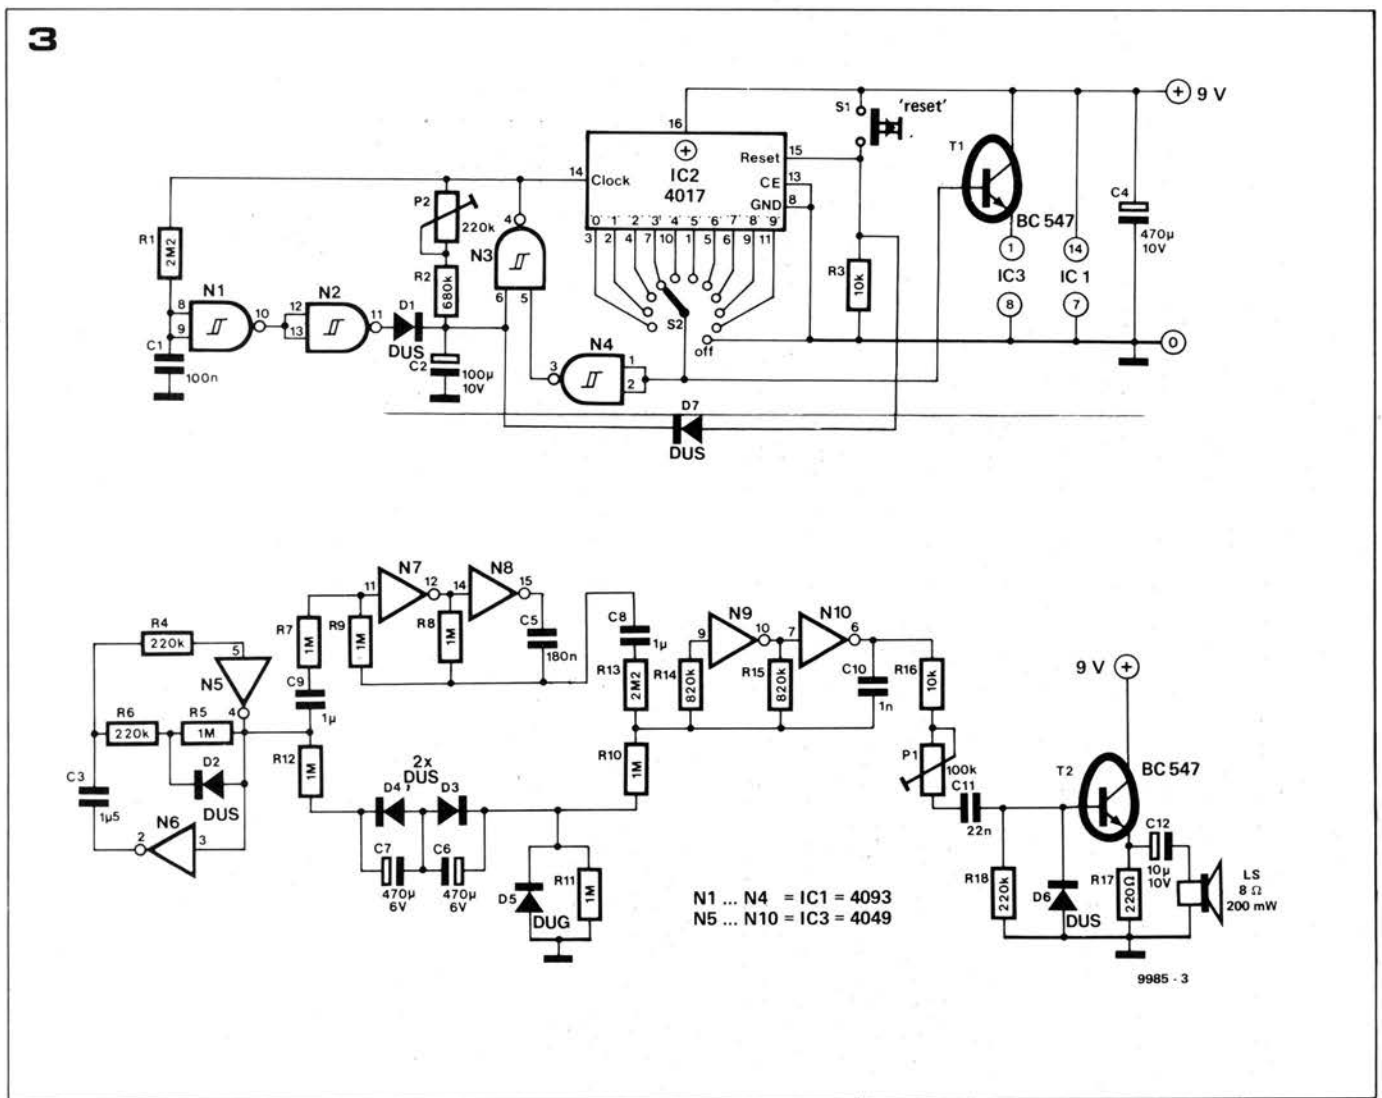 3
+ 9 V
S1 'reset'
16
+
14 Clock
IC2
4017
Reset 15
CE 13
GND 8
0 1 2 3 4 5 6 7 8 9
3 2 4 7 10 1 5 6 9 11
T1
BC 547
C4
470µ
10V
1 14
IC3 IC 1
8 7
0
R1
2M2
P2
220k
R2
680k
4
N3
6 5
N1
8
9
10
N2
12
13
11
D1
DUS
C1
100n
C2
100µ
10V
N4
3
1
2
S2
off
R3
10k
D7
DUS
R4
220k
5
N5
4
R6
220k
R5
1M
D2
DUS
C3
1µ5
N6
2 3
R7
1M
C9
1µ
R12
1M
R9
1M
N7
11 12
R8
1M
N8
14 15
C5
180n
C8
1µ
R13
2M2
R10
1M
2x
DUS
D4, D3
C7
470µ
6V
C6
470µ
6V
D5
DUG
R11
1M
N9
9 10
R14
820k
R15
820k
N10
7 6
C10
1n
R16
10k
P1
100k
C11
22n
9 V +
T2
BC 547
R18
220k
D6
DUS
R17
220Ω
C12
10µ
10V
LS
8 Ω
200 mW
N1 ... N4 = IC1 = 4093
N5 ... N10 = IC3 = 4049
9985 - 3